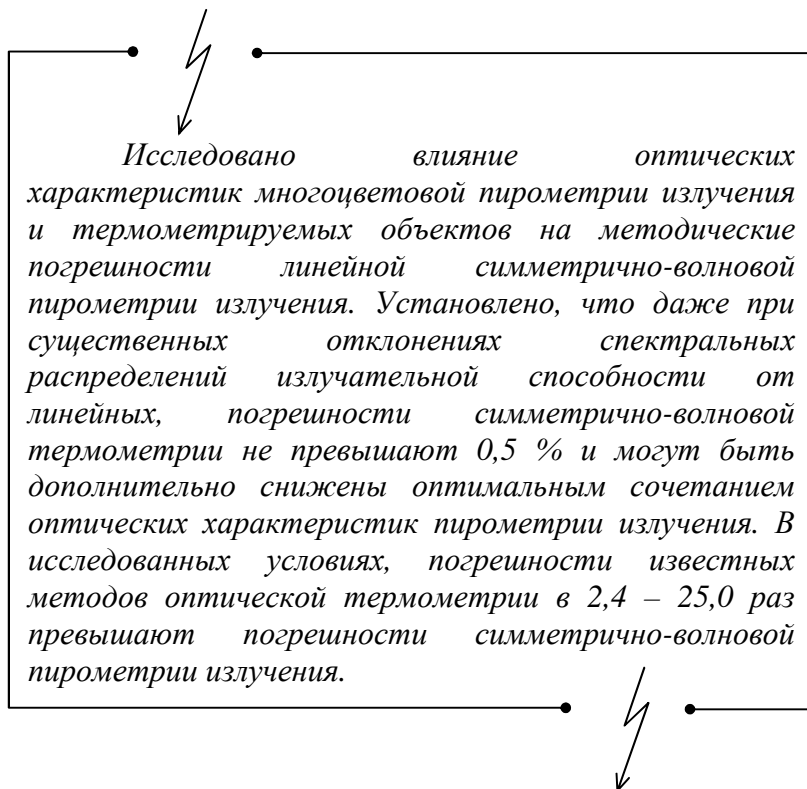 Исследовано влияние оптических
характеристик многоцветовой пирометрии излучения
и термометрируемых объектов на методические
погрешности линейной симметрично-волновой
пирометрии излучения. Установлено, что даже при
существенных отклонениях спектральных
распределений излучательной способности от
линейных, погрешности симметрично-волновой
термометрии не превышают 0,5 % и могут быть
дополнительно снижены оптимальным сочетанием
оптических характеристик пирометрии излучения. В
исследованных условиях, погрешности известных
методов оптической термометрии в 2,4 – 25,0 раз
превышают погрешности симметрично-волновой
пирометрии излучения.